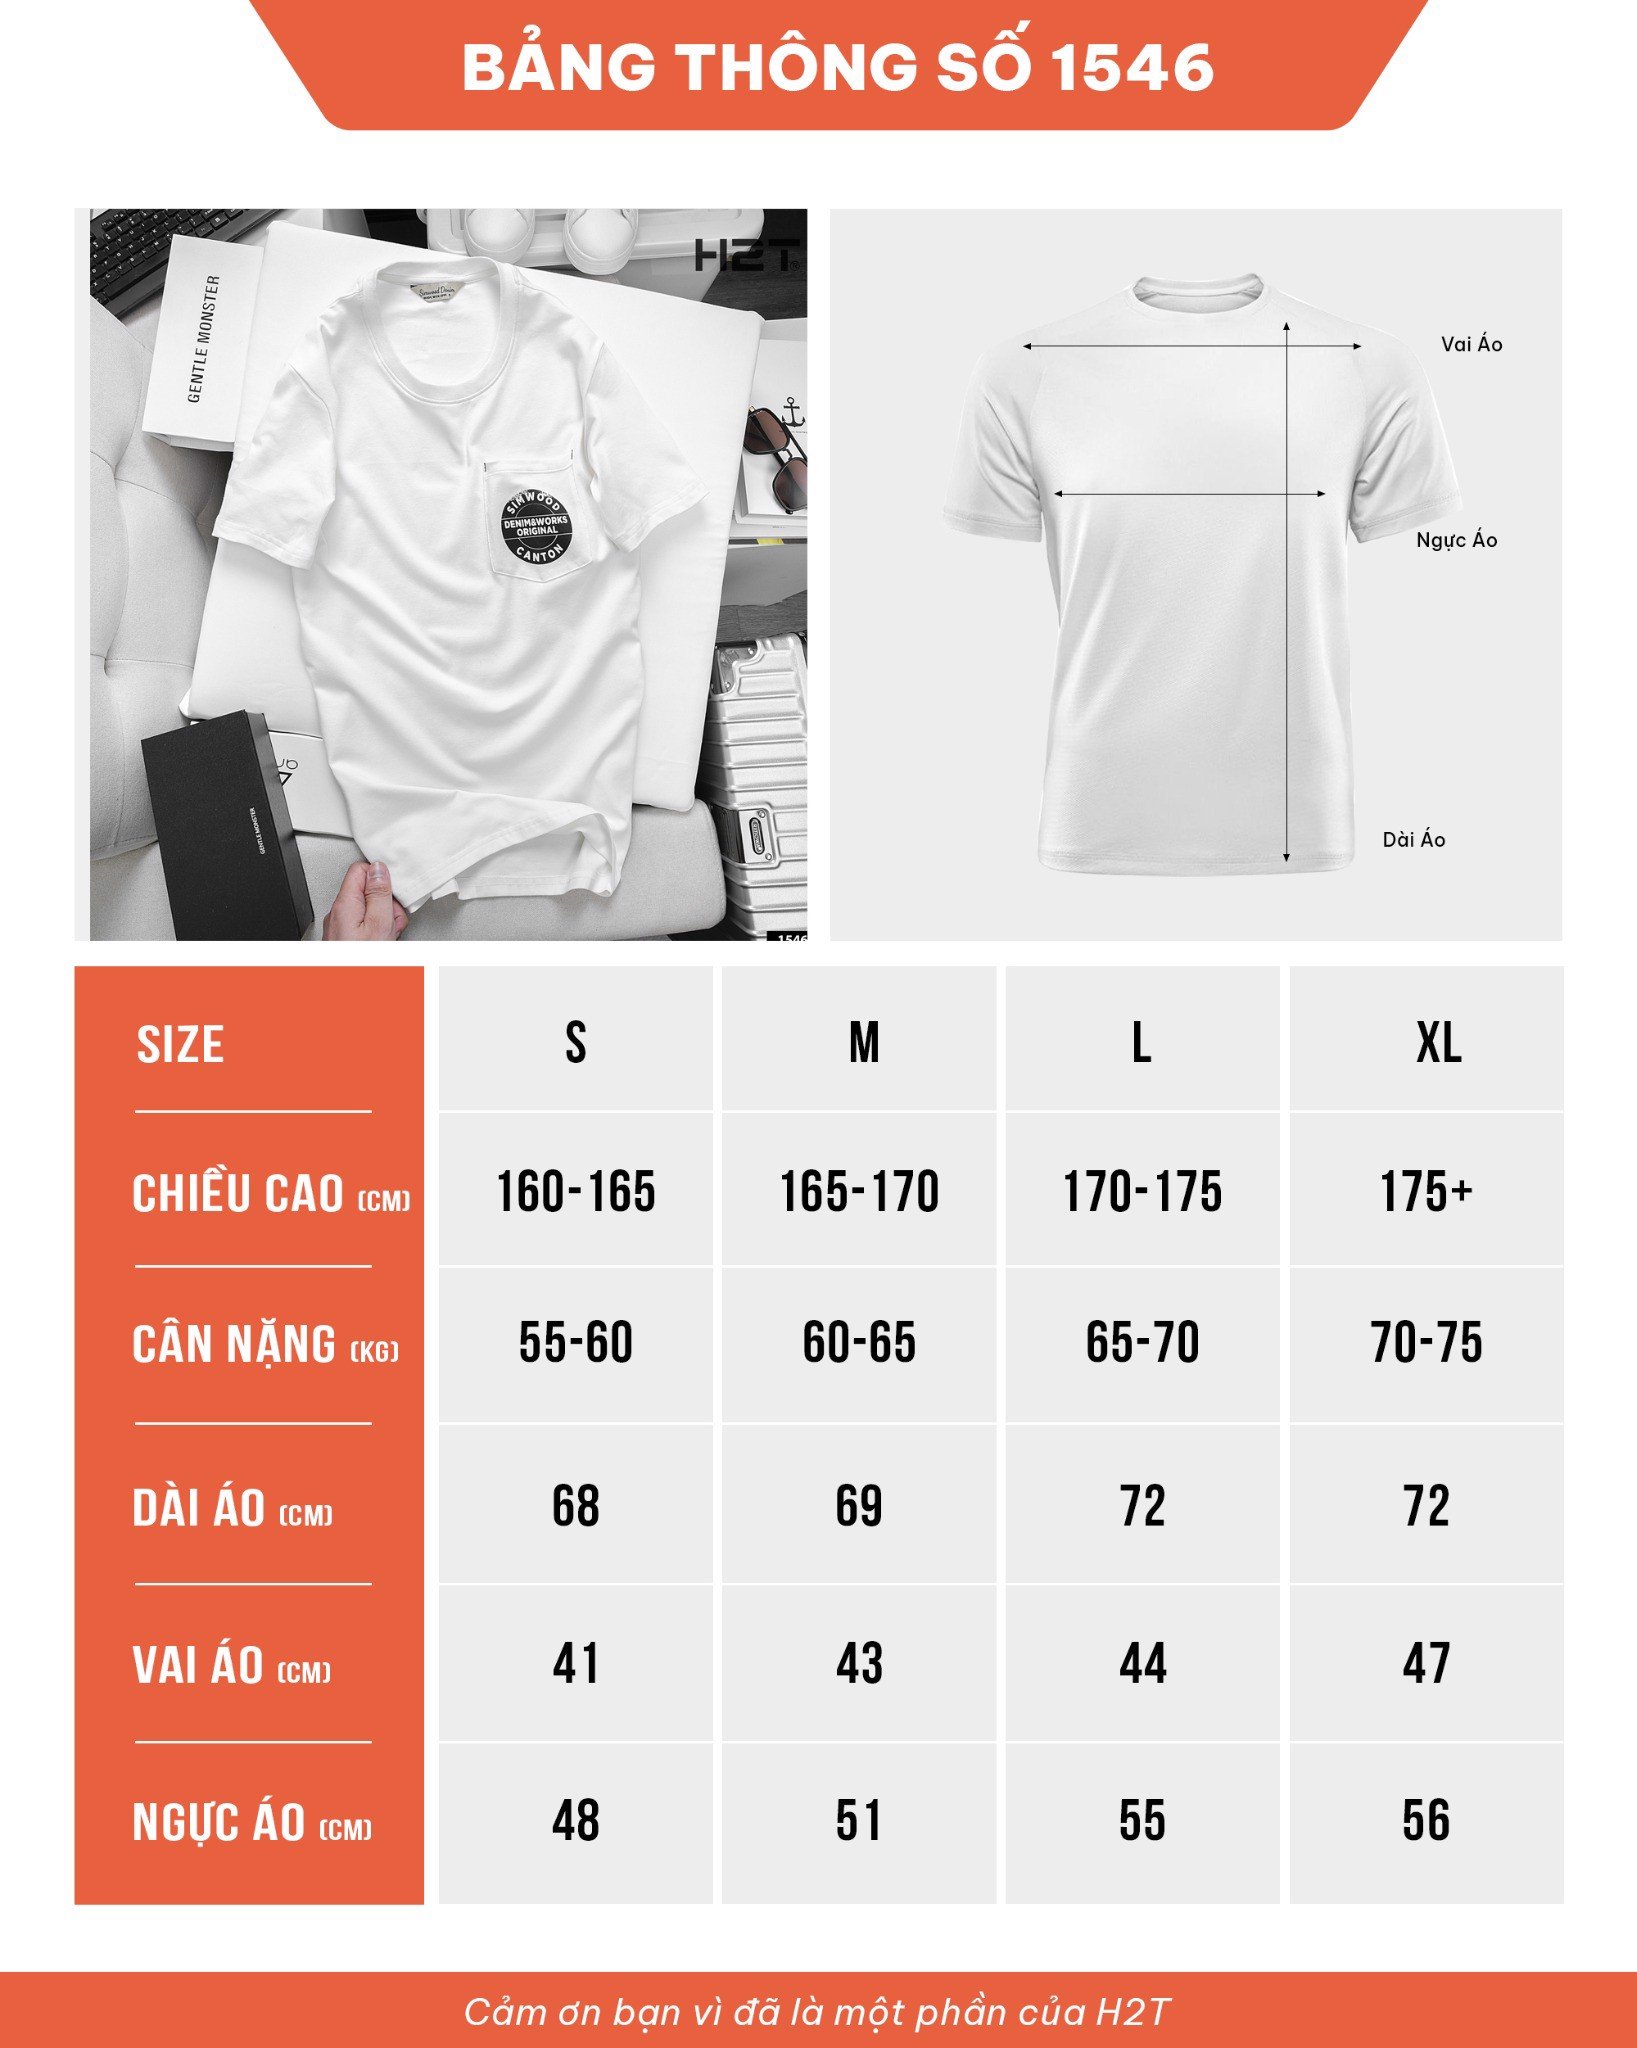 BẢNG THÔNG SỐ 1546
H2T®
GENTLE MONSTER
Simwood Denim
SIMWOOD
DENIM&WORKS
ORIGINAL
CANTON
GENTLE MONSTER
1546
Vai Áo
Ngực Áo
Dài Áo
SIZE S M L XL
CHIỀU CAO (CM) 160-165 165-170 170-175 175+
CÂN NẶNG (KG) 55-60 60-65 65-70 70-75
DÀI ÁO (CM) 68 69 72 72
VAI ÁO (CM) 41 43 44 47
NGỰC ÁO (CM) 48 51 55 56
Cảm ơn bạn vì đã là một phần của H2T